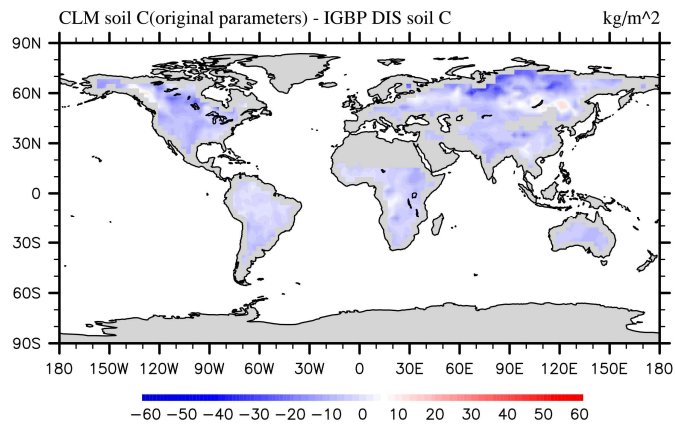 CLM soil C(original parameters) - IGBP DIS soil C kg/m^2
90N
60N
30N
0
30S
60S
90S
180 150W 120W 90W 60W 30W 0 30E 60E 90E 120E 150E 180
-60 -50 -40 -30 -20 -10 0 10 20 30 40 50 60